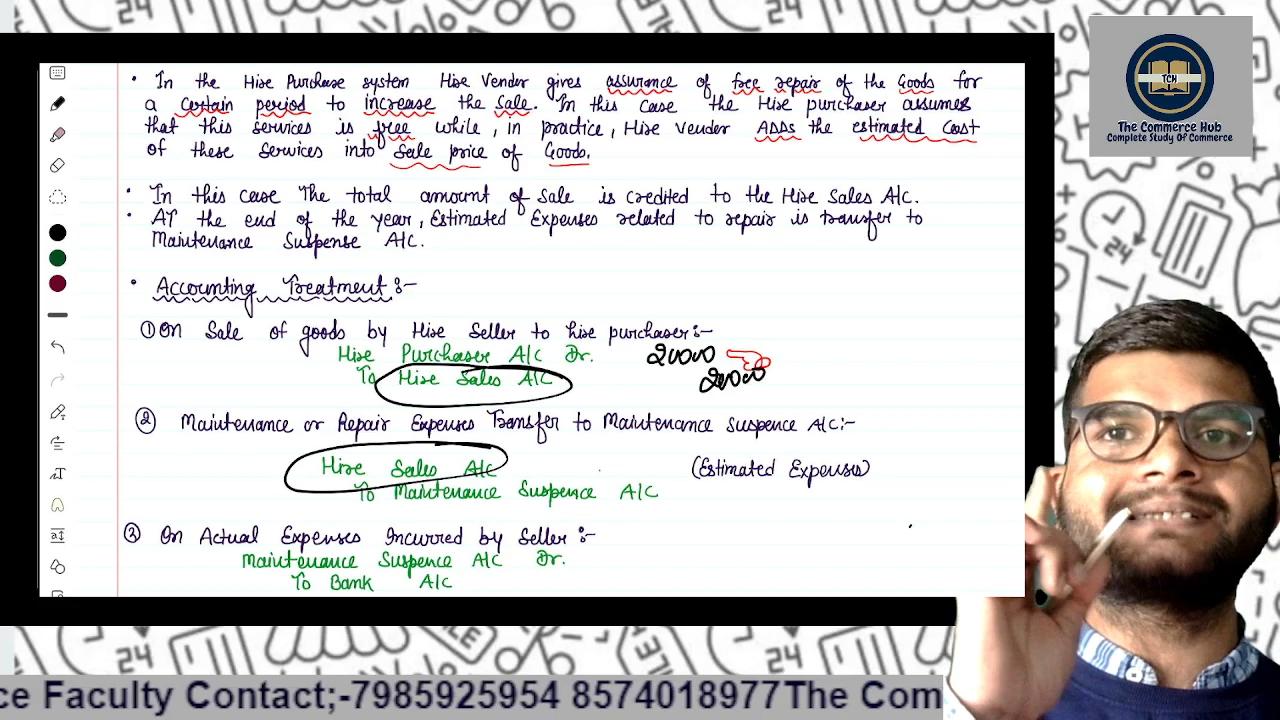 • In the Hire Purchase system Hire Vendor gives assurance of free repair of the Goods for
a certain period to increase the sale. In this case the Hire purchaser assumes
that this services is free while, in practice, Hire Vender ADDs the estimated cost
of these services into sale price of Goods.
• In this case The total amount of Sale is credited to the Hire Sales A/C.
• AT the end of the year, Estimated Expenses related to repair is transfer to
Maintenance Suspense A/C.
• Accounting Treatment :-
① On Sale of goods by Hire Seller to hire purchaser:-
Hire Purchaser A/C Dr. 20000
To Hire Sales A/C 20000
② Maintenance or Repair Expenses Transfer to Maintenance Suspence A/C:-
Hire Sales A/C (Estimated Expenses)
To Maintenance Suspence A/C
③ On Actual Expenses Incurred by Seller:-
Maintenance Suspence A/C Dr.
To Bank A/C
TCH
The Commerce Hub
Complete Study Of Commerce
ce Faculty Contact;-7985925954 8574018977The Com